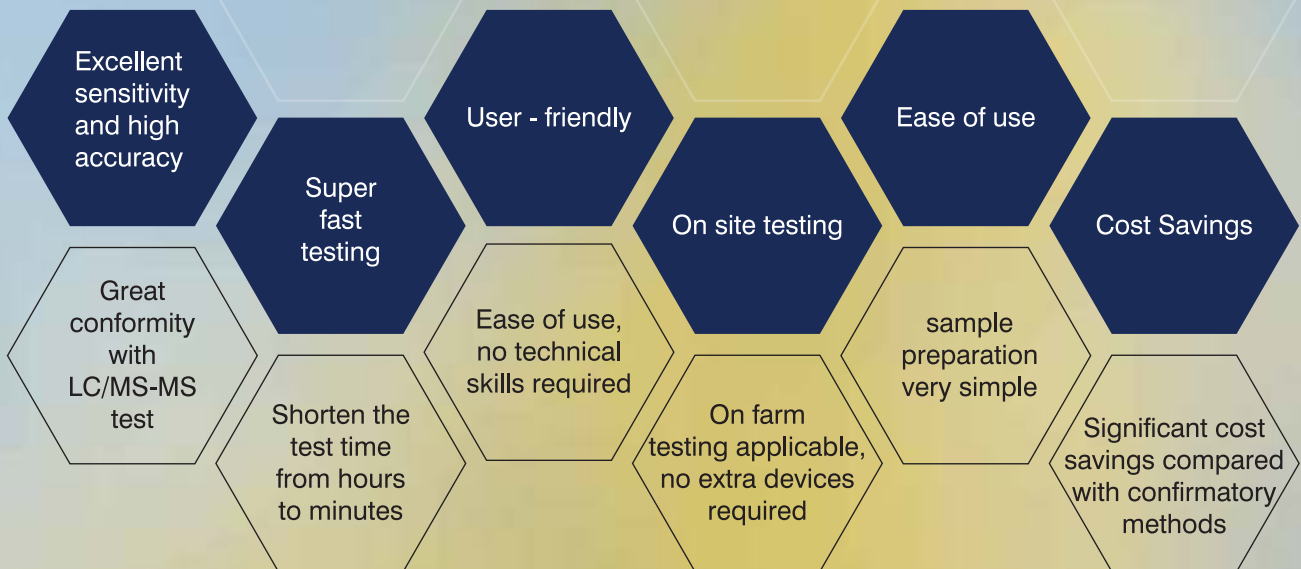 Excellent
sensitivity
and high
accuracy
Great
conformity
with
LC/MS-MS
test
Super
fast
testing
Shorten the
test time
from hours
to minutes
User - friendly
Ease of use,
no technical
skills required
On site testing
On farm
testing applicable,
no extra devices
required
Ease of use
sample
preparation
very simple
Cost Savings
Significant cost
savings compared
with confirmatory
methods